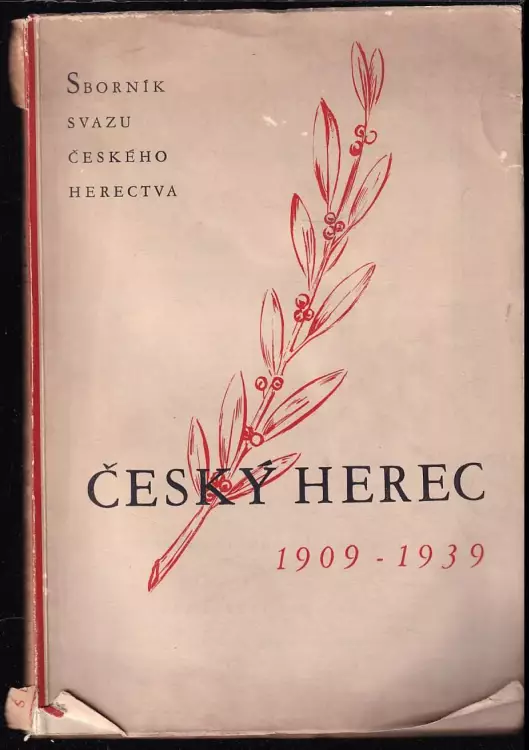 SBORNÍK
SVAZU
ČESKÉHO
HERECTVA
ČESKÝ HEREC
1909 - 1939